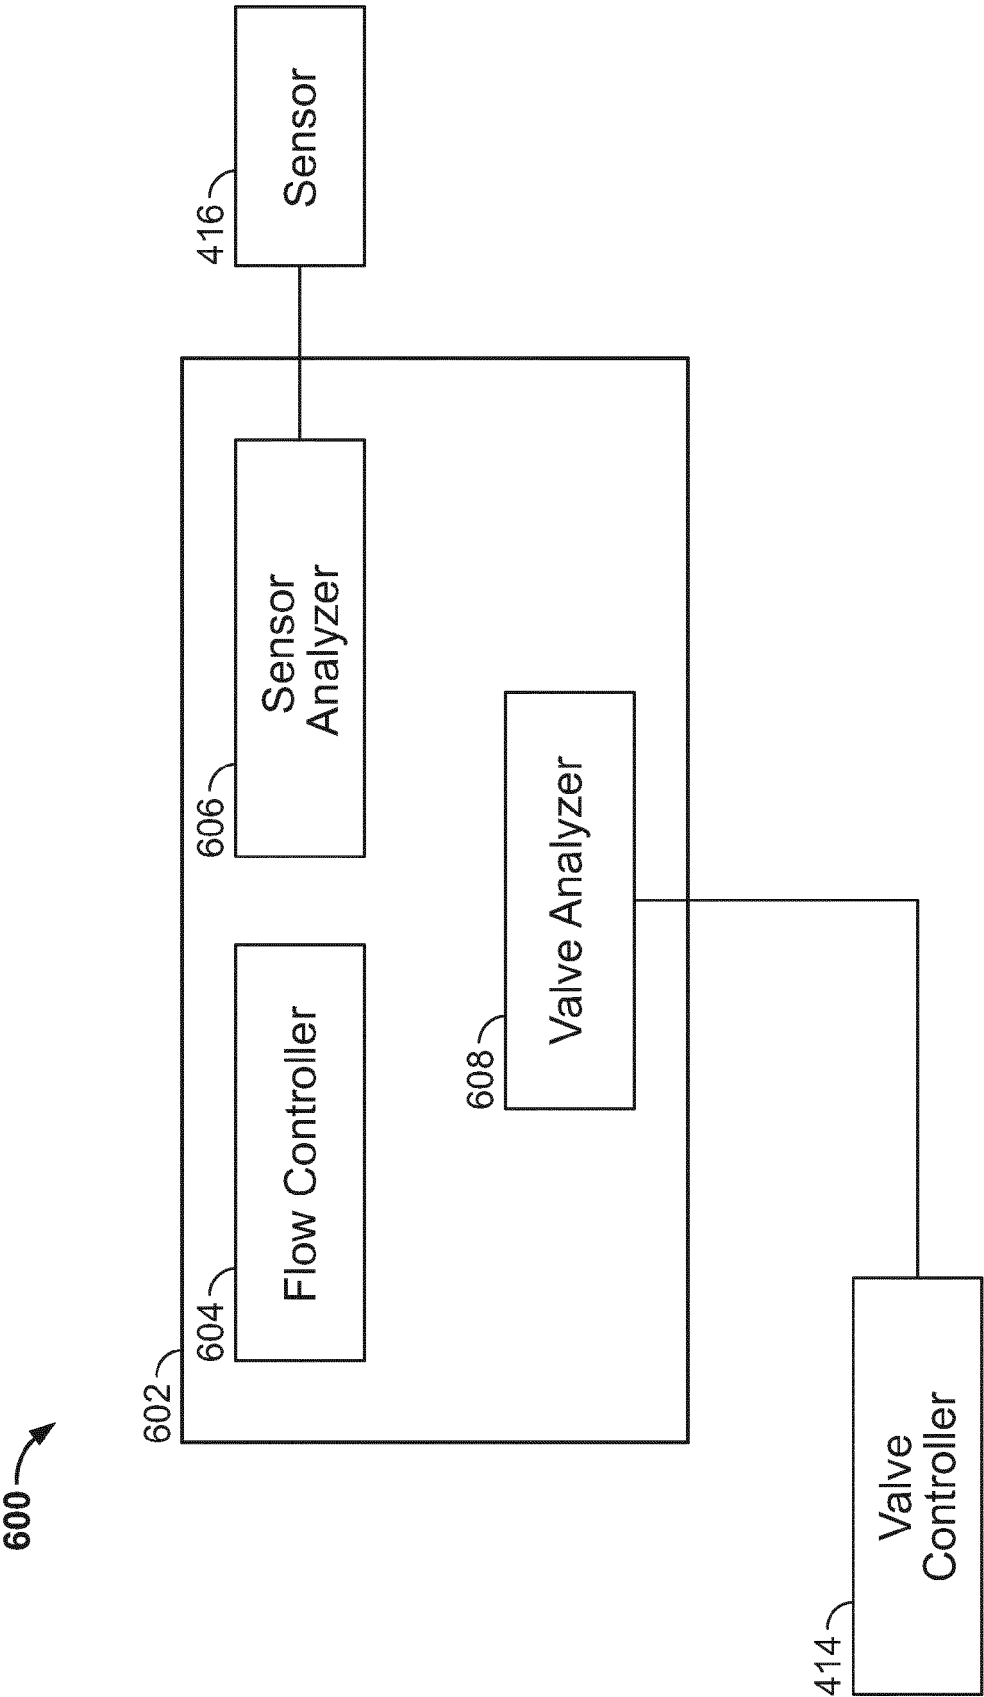 600
602
604
Flow Controller
606
Sensor
Analyzer
416
Sensor
608
Valve Analyzer
414
Valve
Controller